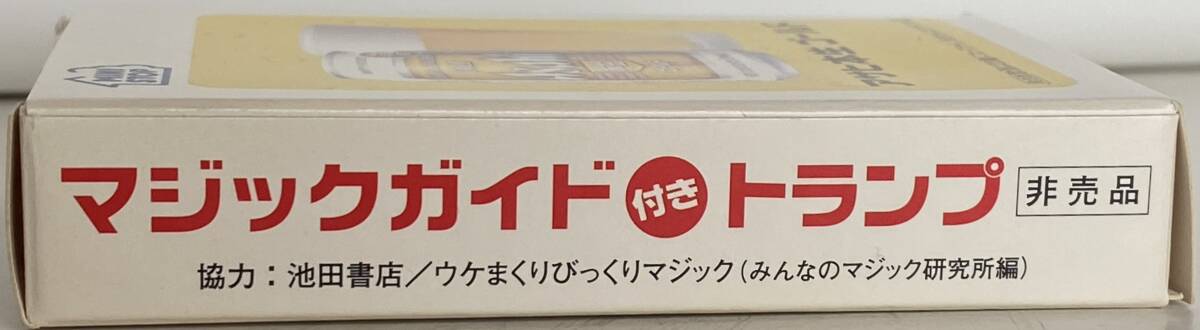 マジックガイド付きトランプ 非売品
協力：池田書店／ウケまくりびっくりマジック（みんなのマジック研究所編）